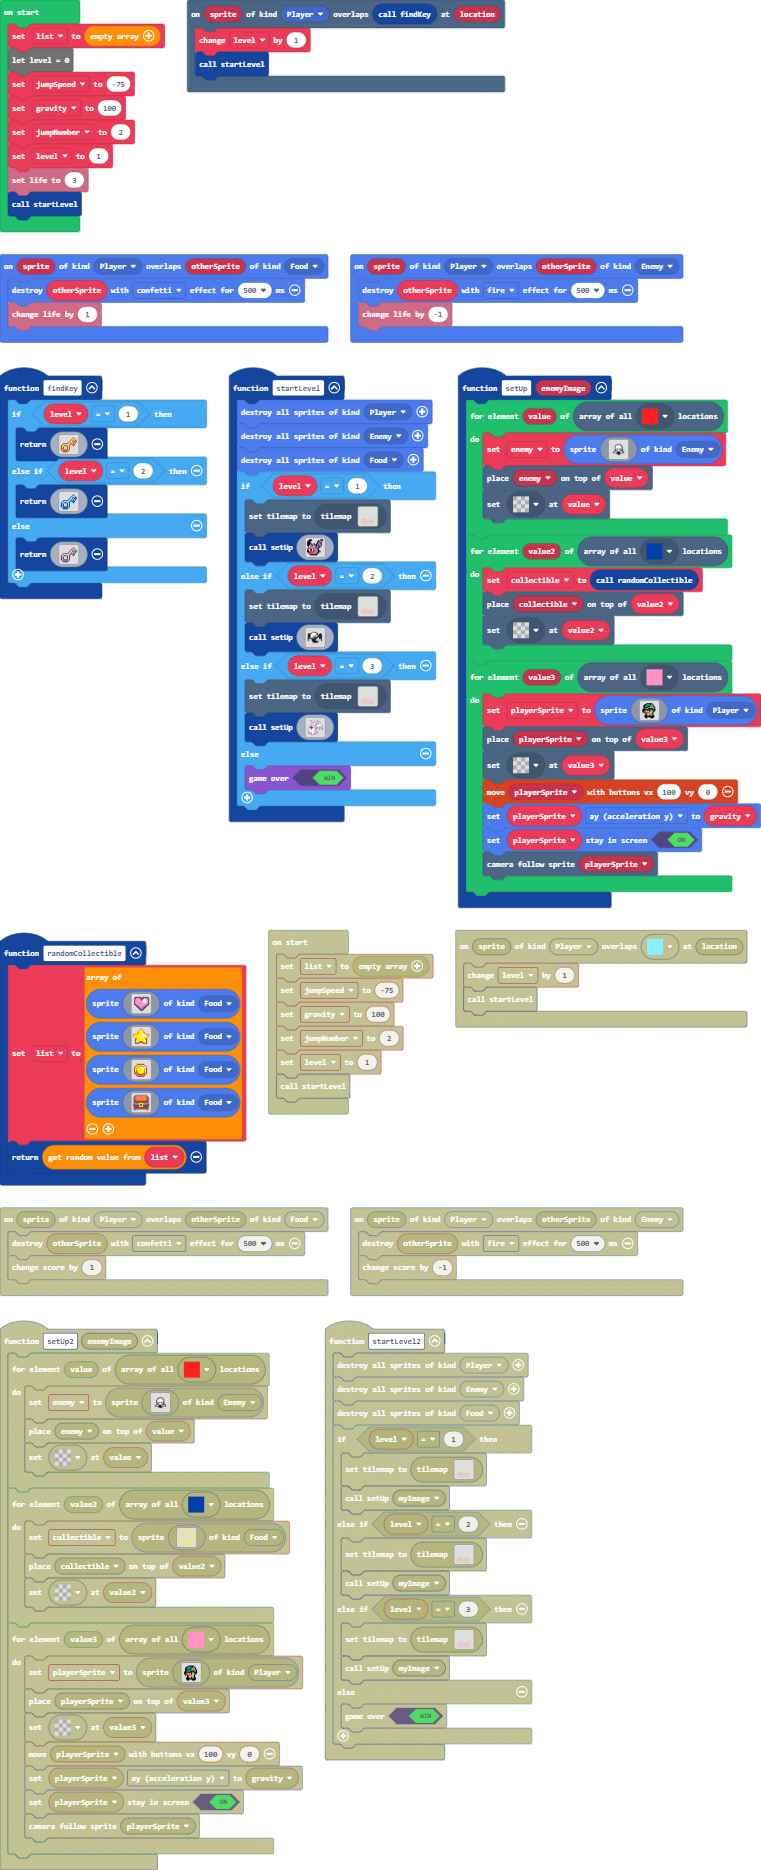 on start
set list to empty array
let level = 0
set jumpSpeed to -75
set gravity to 100
set jumpNumber to 2
set level to 1
set life to 3
call startLevel
on sprite of kind Player overlaps call findKey at location
change level by 1
call startLevel
on sprite of kind Player overlaps otherSprite of kind Food
destroy otherSprite with confetti effect for 500 ms
change life by 1
on sprite of kind Player overlaps otherSprite of kind Enemy
destroy otherSprite with fire effect for 500 ms
change life by -1
function findKey
if level = 1 then
return
else if level = 2 then
return
else
return
function startLevel
destroy all sprites of kind Player
destroy all sprites of kind Enemy
destroy all sprites of kind Food
if level = 1 then
set tilemap to tilemap
call setUp
else if level = 2 then
set tilemap to tilemap
call setUp
else if level = 3 then
set tilemap to tilemap
call setUp
else
game over WIN
function setUp enemyImage
for element value of array of all locations
do
set enemy to sprite of kind Enemy
place enemy on top of value
set at value
for element value2 of array of all locations
do
set collectible to call randomCollectible
place collectible on top of value2
set at value2
for element value3 of array of all locations
do
set playerSprite to sprite of kind Player
place playerSprite on top of value3
set at value3
move playerSprite with buttons vx 100 vy 0
set playerSprite ay (acceleration y) to gravity
set playerSprite stay in screen ON
camera follow sprite playerSprite
function randomCollectible
set list to array of
sprite of kind Food
sprite of kind Food
sprite of kind Food
sprite of kind Food
return get random value from list
on start
set list to empty array
set jumpSpeed to -75
set gravity to 100
set jumpNumber to 2
set level to 1
call startLevel
on sprite of kind Player overlaps at location
change level by 1
call startLevel
on sprite of kind Player overlaps otherSprite of kind Food
destroy otherSprite with confetti effect for 500 ms
change score by 1
on sprite of kind Player overlaps otherSprite of kind Enemy
destroy otherSprite with fire effect for 500 ms
change score by -1
function setUp2 enemyImage
for element value of array of all locations
do
set enemy to sprite of kind Enemy
place enemy on top of value
set at value
for element value2 of array of all locations
do
set collectible to sprite of kind Food
place collectible on top of value2
set at value2
for element value3 of array of all locations
do
set playerSprite to sprite of kind Player
place playerSprite on top of value3
set at value3
move playerSprite with buttons vx 100 vy 0
set playerSprite ay (acceleration y) to gravity
set playerSprite stay in screen ON
camera follow sprite playerSprite
function startLevel2
destroy all sprites of kind Player
destroy all sprites of kind Enemy
destroy all sprites of kind Food
if level = 1 then
set tilemap to tilemap
call setUp myImage
else if level = 2 then
set tilemap to tilemap
call setUp myImage
else if level = 3 then
set tilemap to tilemap
call setUp myImage
else
game over WIN